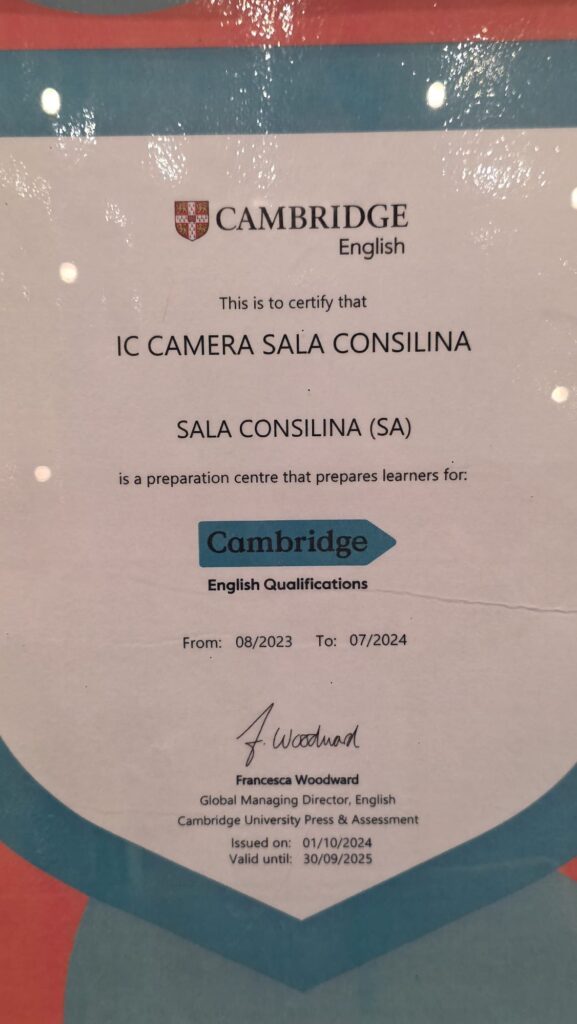 CAMBRIDGE
English
This is to certify that
IC CAMERA SALA CONSILINA
SALA CONSILINA (SA)
is a preparation centre that prepares learners for:
Cambridge
English Qualifications
From: 08/2023 To: 07/2024
F. Woodward
Francesca Woodward
Global Managing Director, English
Cambridge University Press & Assessment
Issued on: 01/10/2024
Valid until: 30/09/2025